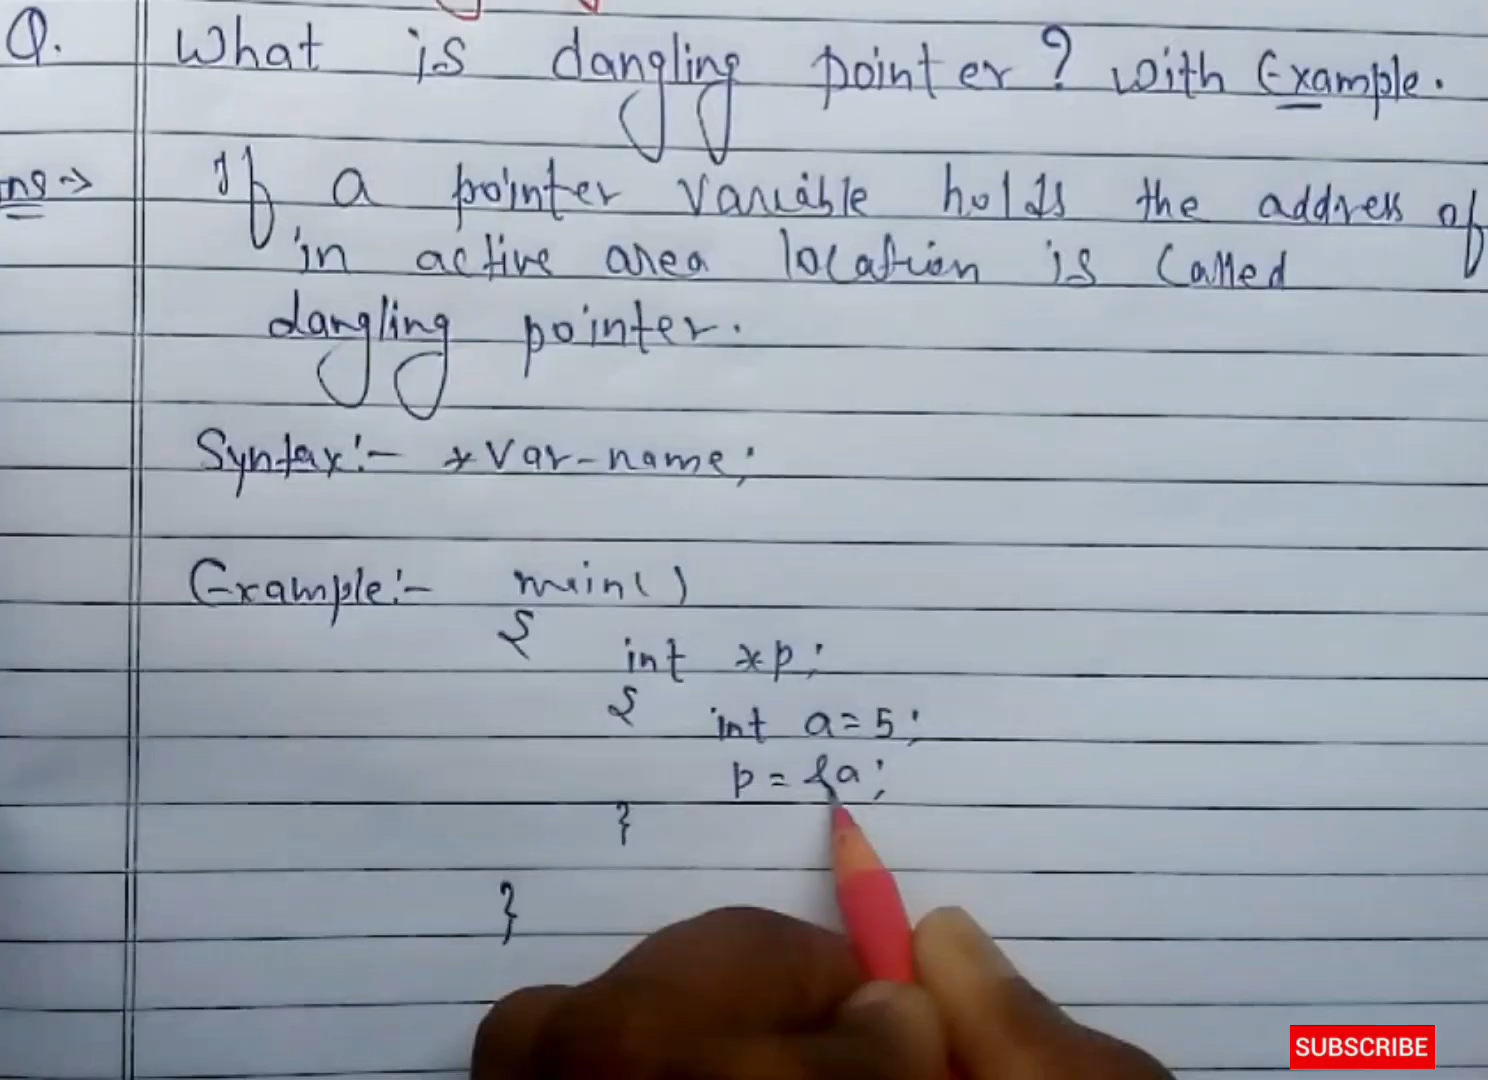 Q. What is dangling pointer? with Example.
ns → If a pointer variable holds the address of
in active area location is called
dangling pointer.
Syntax:- *var-name;
Example:- main()
{
int *p;
{ int a=5;
p = &a;
}
}
SUBSCRIBE